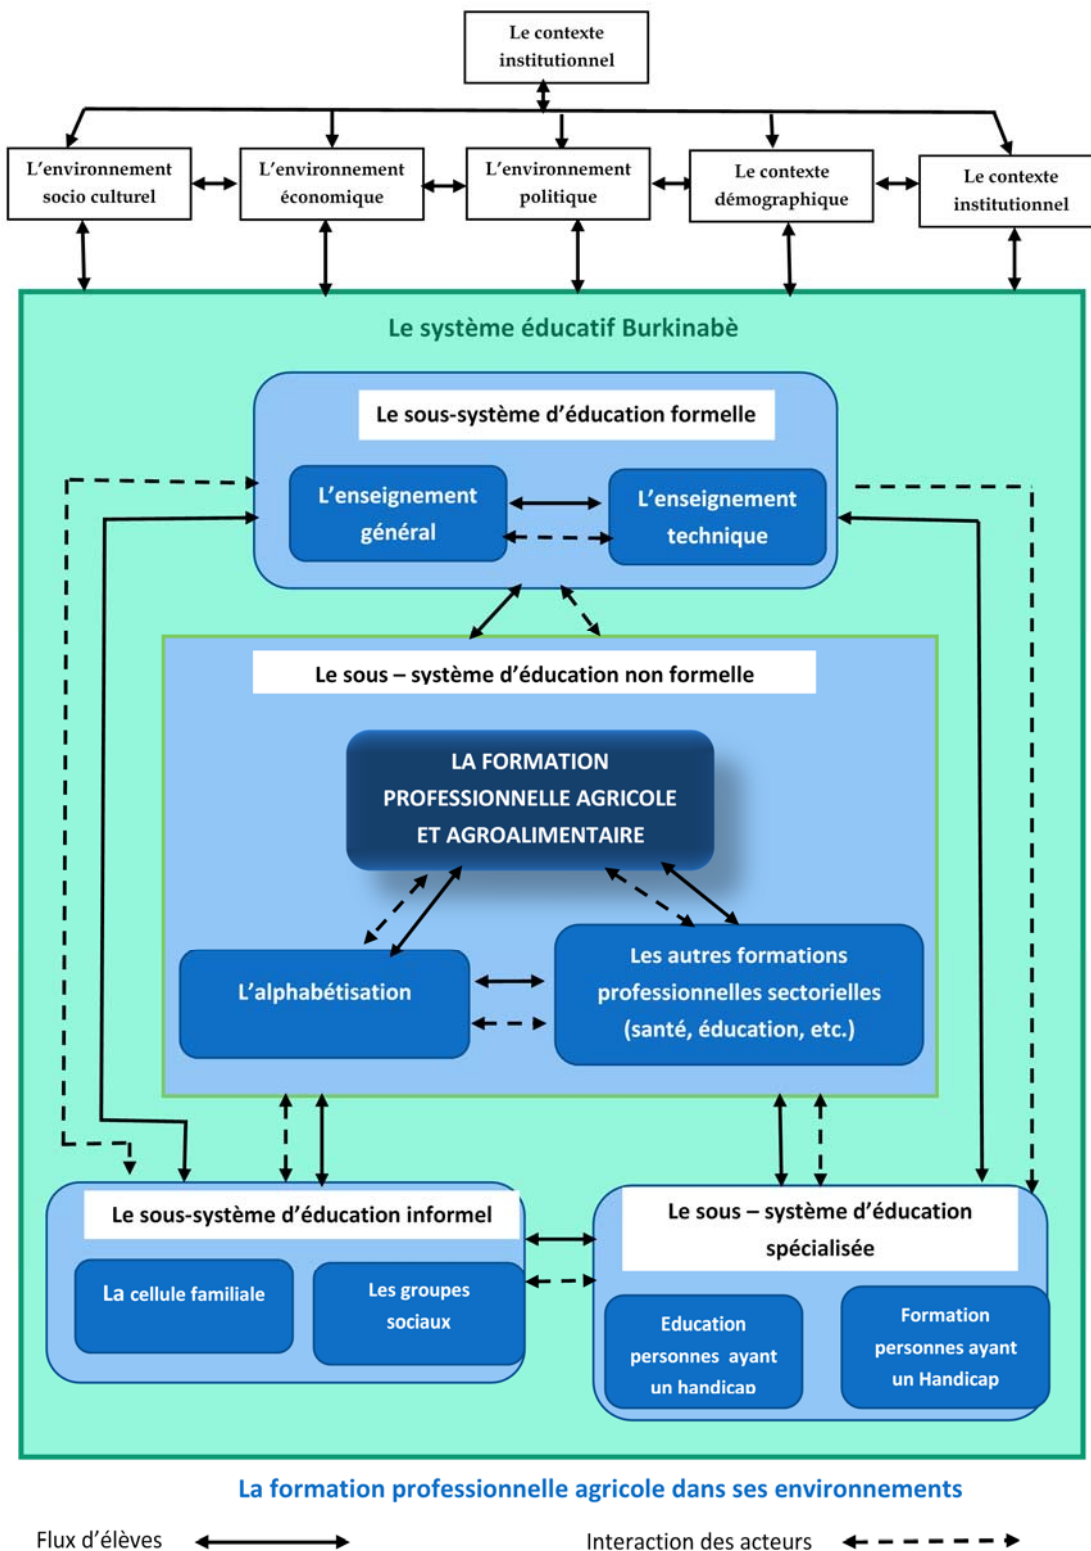 Le contexte
institutionnel
L’environnement
socio culturel
L’environnement
économique
L’environnement
politique
Le contexte
démographique
Le contexte
institutionnel
Le système éducatif Burkinabè
Le sous-système d’éducation formelle
L’enseignement
général
L’enseignement
technique
Le sous – système d’éducation non formelle
LA FORMATION
PROFESSIONNELLE AGRICOLE
ET AGROALIMENTAIRE
L’alphabétisation
Les autres formations
professionnelles sectorielles
(santé, éducation, etc.)
Le sous-système d’éducation informel
La cellule familiale
Les groupes
sociaux
Le sous – système d’éducation
spécialisée
Education
personnes ayant
un handicap
Formation
personnes ayant
un Handicap
La formation professionnelle agricole dans ses environnements
Flux d’élèves
Interaction des acteurs